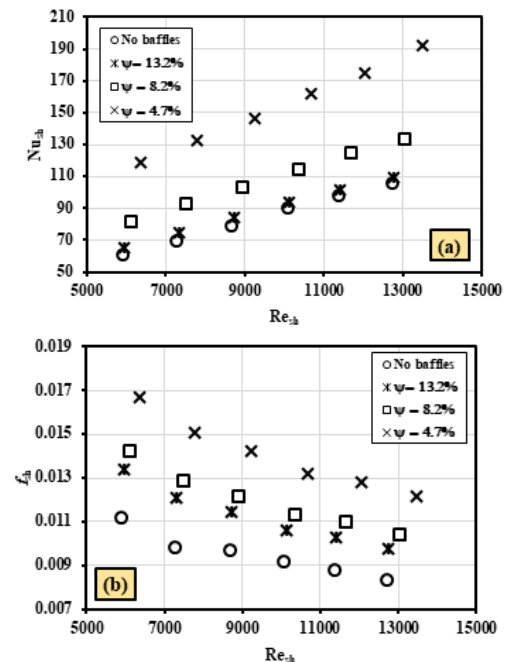 210
190
170
150
130
110
90
70
50
Nu_sh
No baffles
ψ = 13.2%
ψ = 8.2%
ψ = 4.7%
(a)
5000 7000 9000 11000 13000 15000
Re_sh
0.019
0.017
0.015
0.013
0.011
0.009
0.007
f_sh
No baffles
ψ = 13.2%
ψ = 8.2%
ψ = 4.7%
(b)
5000 7000 9000 11000 13000 15000
Re_sh